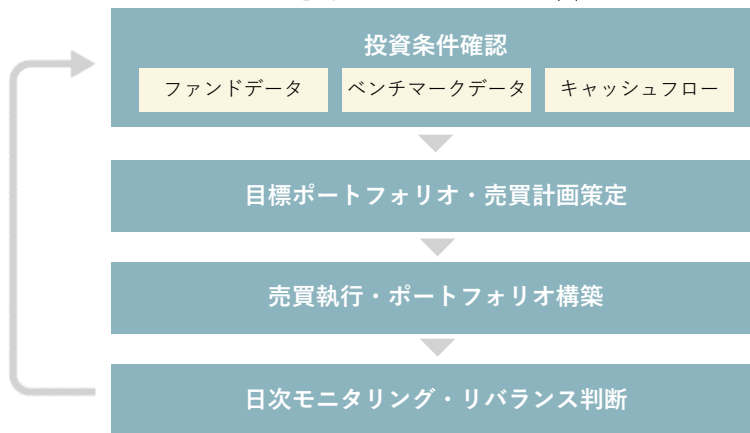 投資条件確認
ファンドデータ
ベンチマークデータ
キャッシュフロー
目標ポートフォリオ・売買計画策定
売買執行・ポートフォリオ構築
日次モニタリング・リバランス判断